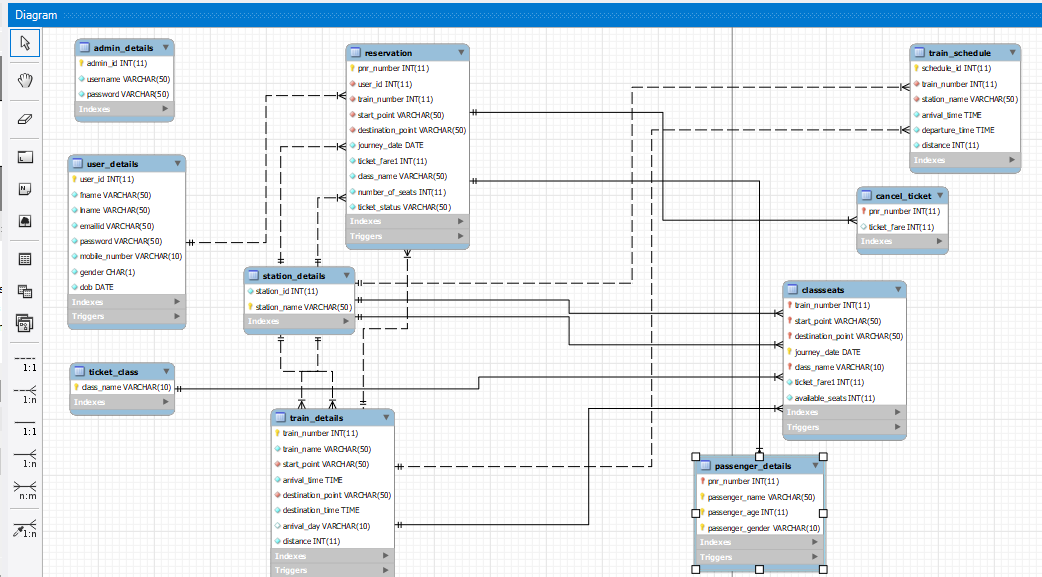 Diagram
admin_details
admin_id INT(11)
username VARCHAR(50)
password VARCHAR(50)
Indexes
user_details
user_id INT(11)
fname VARCHAR(50)
lname VARCHAR(50)
emailid VARCHAR(50)
password VARCHAR(50)
mobile_number VARCHAR(10)
gender CHAR(1)
dob DATE
Indexes
Triggers
ticket_class
class_name VARCHAR(10)
Indexes
reservation
pnr_number INT(11)
user_id INT(11)
train_number INT(11)
start_point VARCHAR(50)
destination_point VARCHAR(50)
journey_date DATE
ticket_fare1 INT(11)
class_name VARCHAR(50)
number_of_seats INT(11)
ticket_status VARCHAR(50)
Indexes
Triggers
station_details
station_id INT(11)
station_name VARCHAR(50)
Indexes
train_details
train_number INT(11)
train_name VARCHAR(50)
start_point VARCHAR(50)
arrival_time TIME
destination_point VARCHAR(50)
destination_time TIME
arrival_day VARCHAR(10)
distance INT(11)
Indexes
Triggers
train_schedule
schedule_id INT(11)
train_number INT(11)
station_name VARCHAR(50)
arrival_time TIME
departure_time TIME
distance INT(11)
Indexes
cancel_ticket
pnr_number INT(11)
ticket_fare INT(11)
Indexes
classseats
train_number INT(11)
start_point VARCHAR(50)
destination_point VARCHAR(50)
journey_date DATE
class_name VARCHAR(10)
ticket_fare1 INT(11)
available_seats INT(11)
Indexes
Triggers
passenger_details
pnr_number INT(11)
passenger_name VARCHAR(50)
passenger_age INT(11)
passenger_gender VARCHAR(10)
Indexes
Triggers
1:1
1:n
1:1
1:n
n:m
1:n